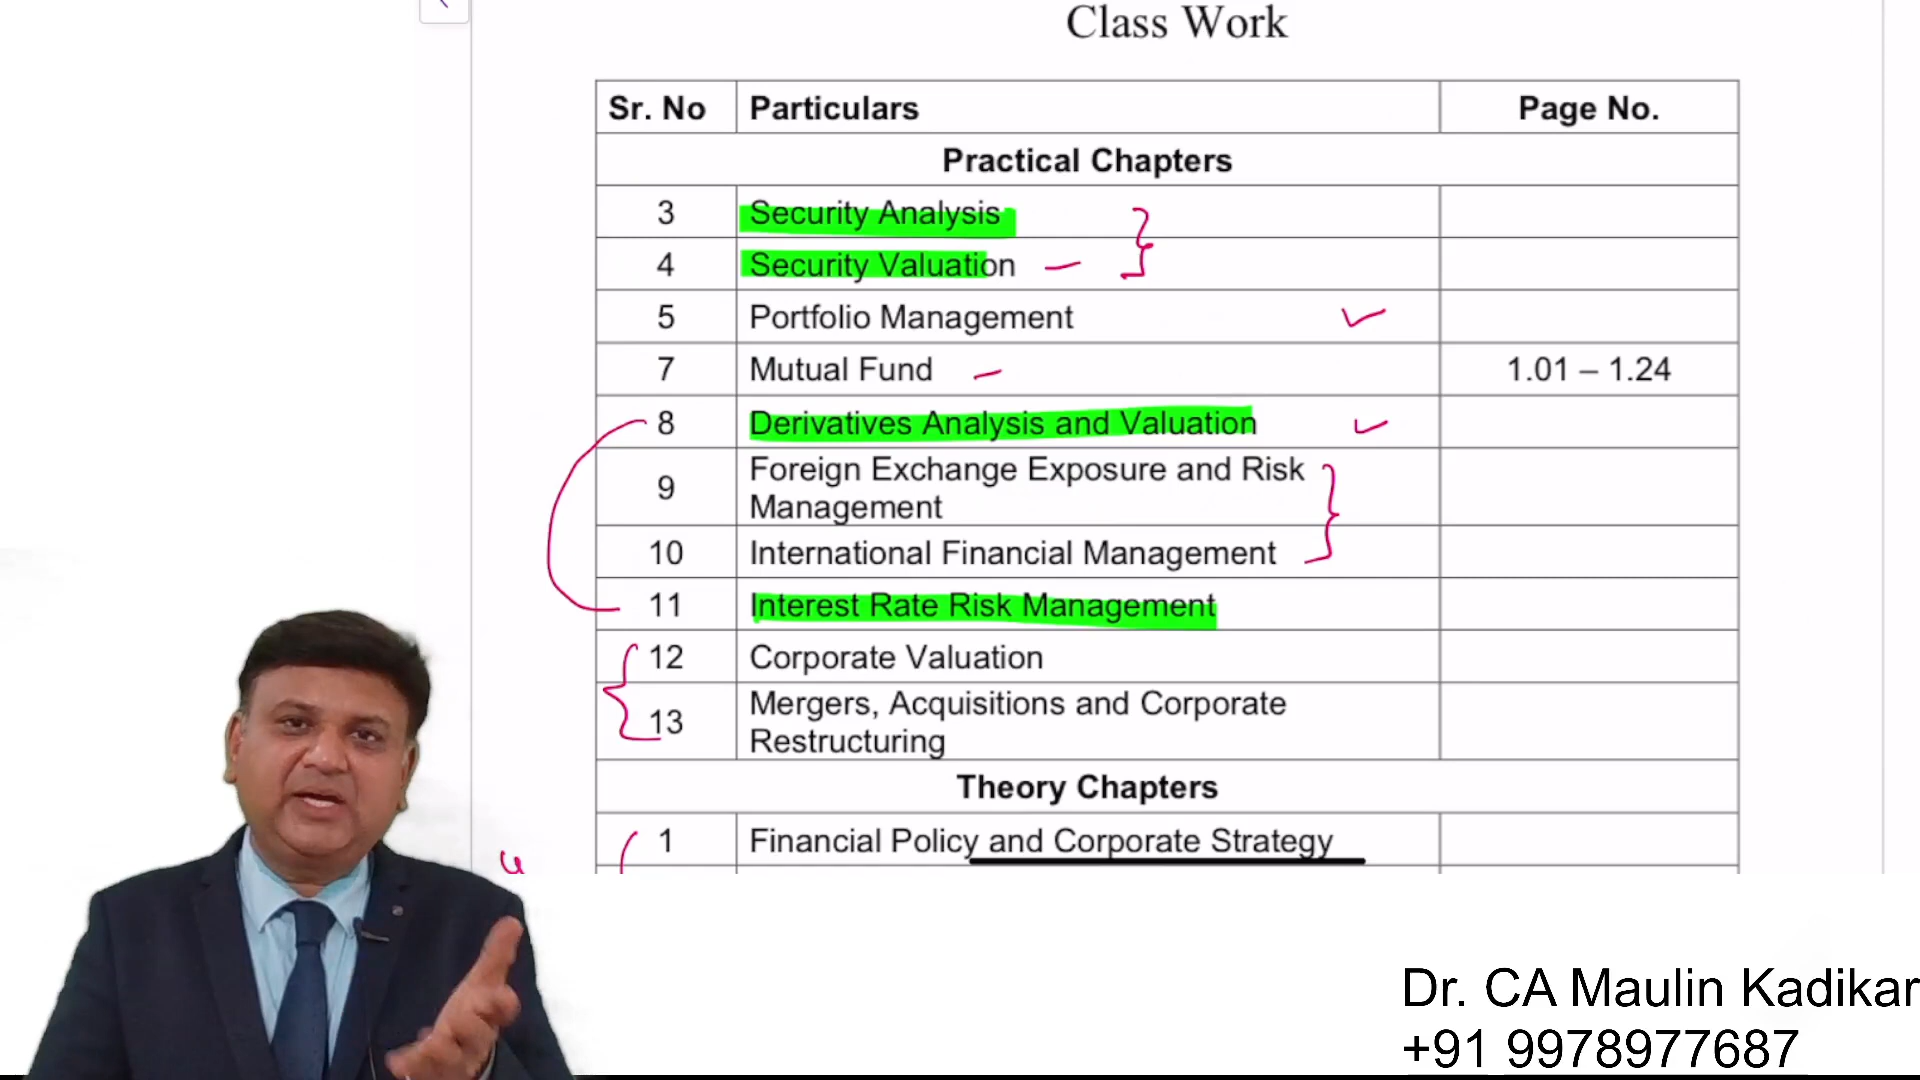 Class Work
Sr. No Particulars Page No.
Practical Chapters
3 Security Analysis
4 Security Valuation
5 Portfolio Management
7 Mutual Fund 1.01 – 1.24
8 Derivatives Analysis and Valuation
9 Foreign Exchange Exposure and Risk
Management
10 International Financial Management
11 Interest Rate Risk Management
12 Corporate Valuation
13 Mergers, Acquisitions and Corporate
Restructuring
Theory Chapters
1 Financial Policy and Corporate Strategy
Dr. CA Maulin Kadikar
+91 9978977687